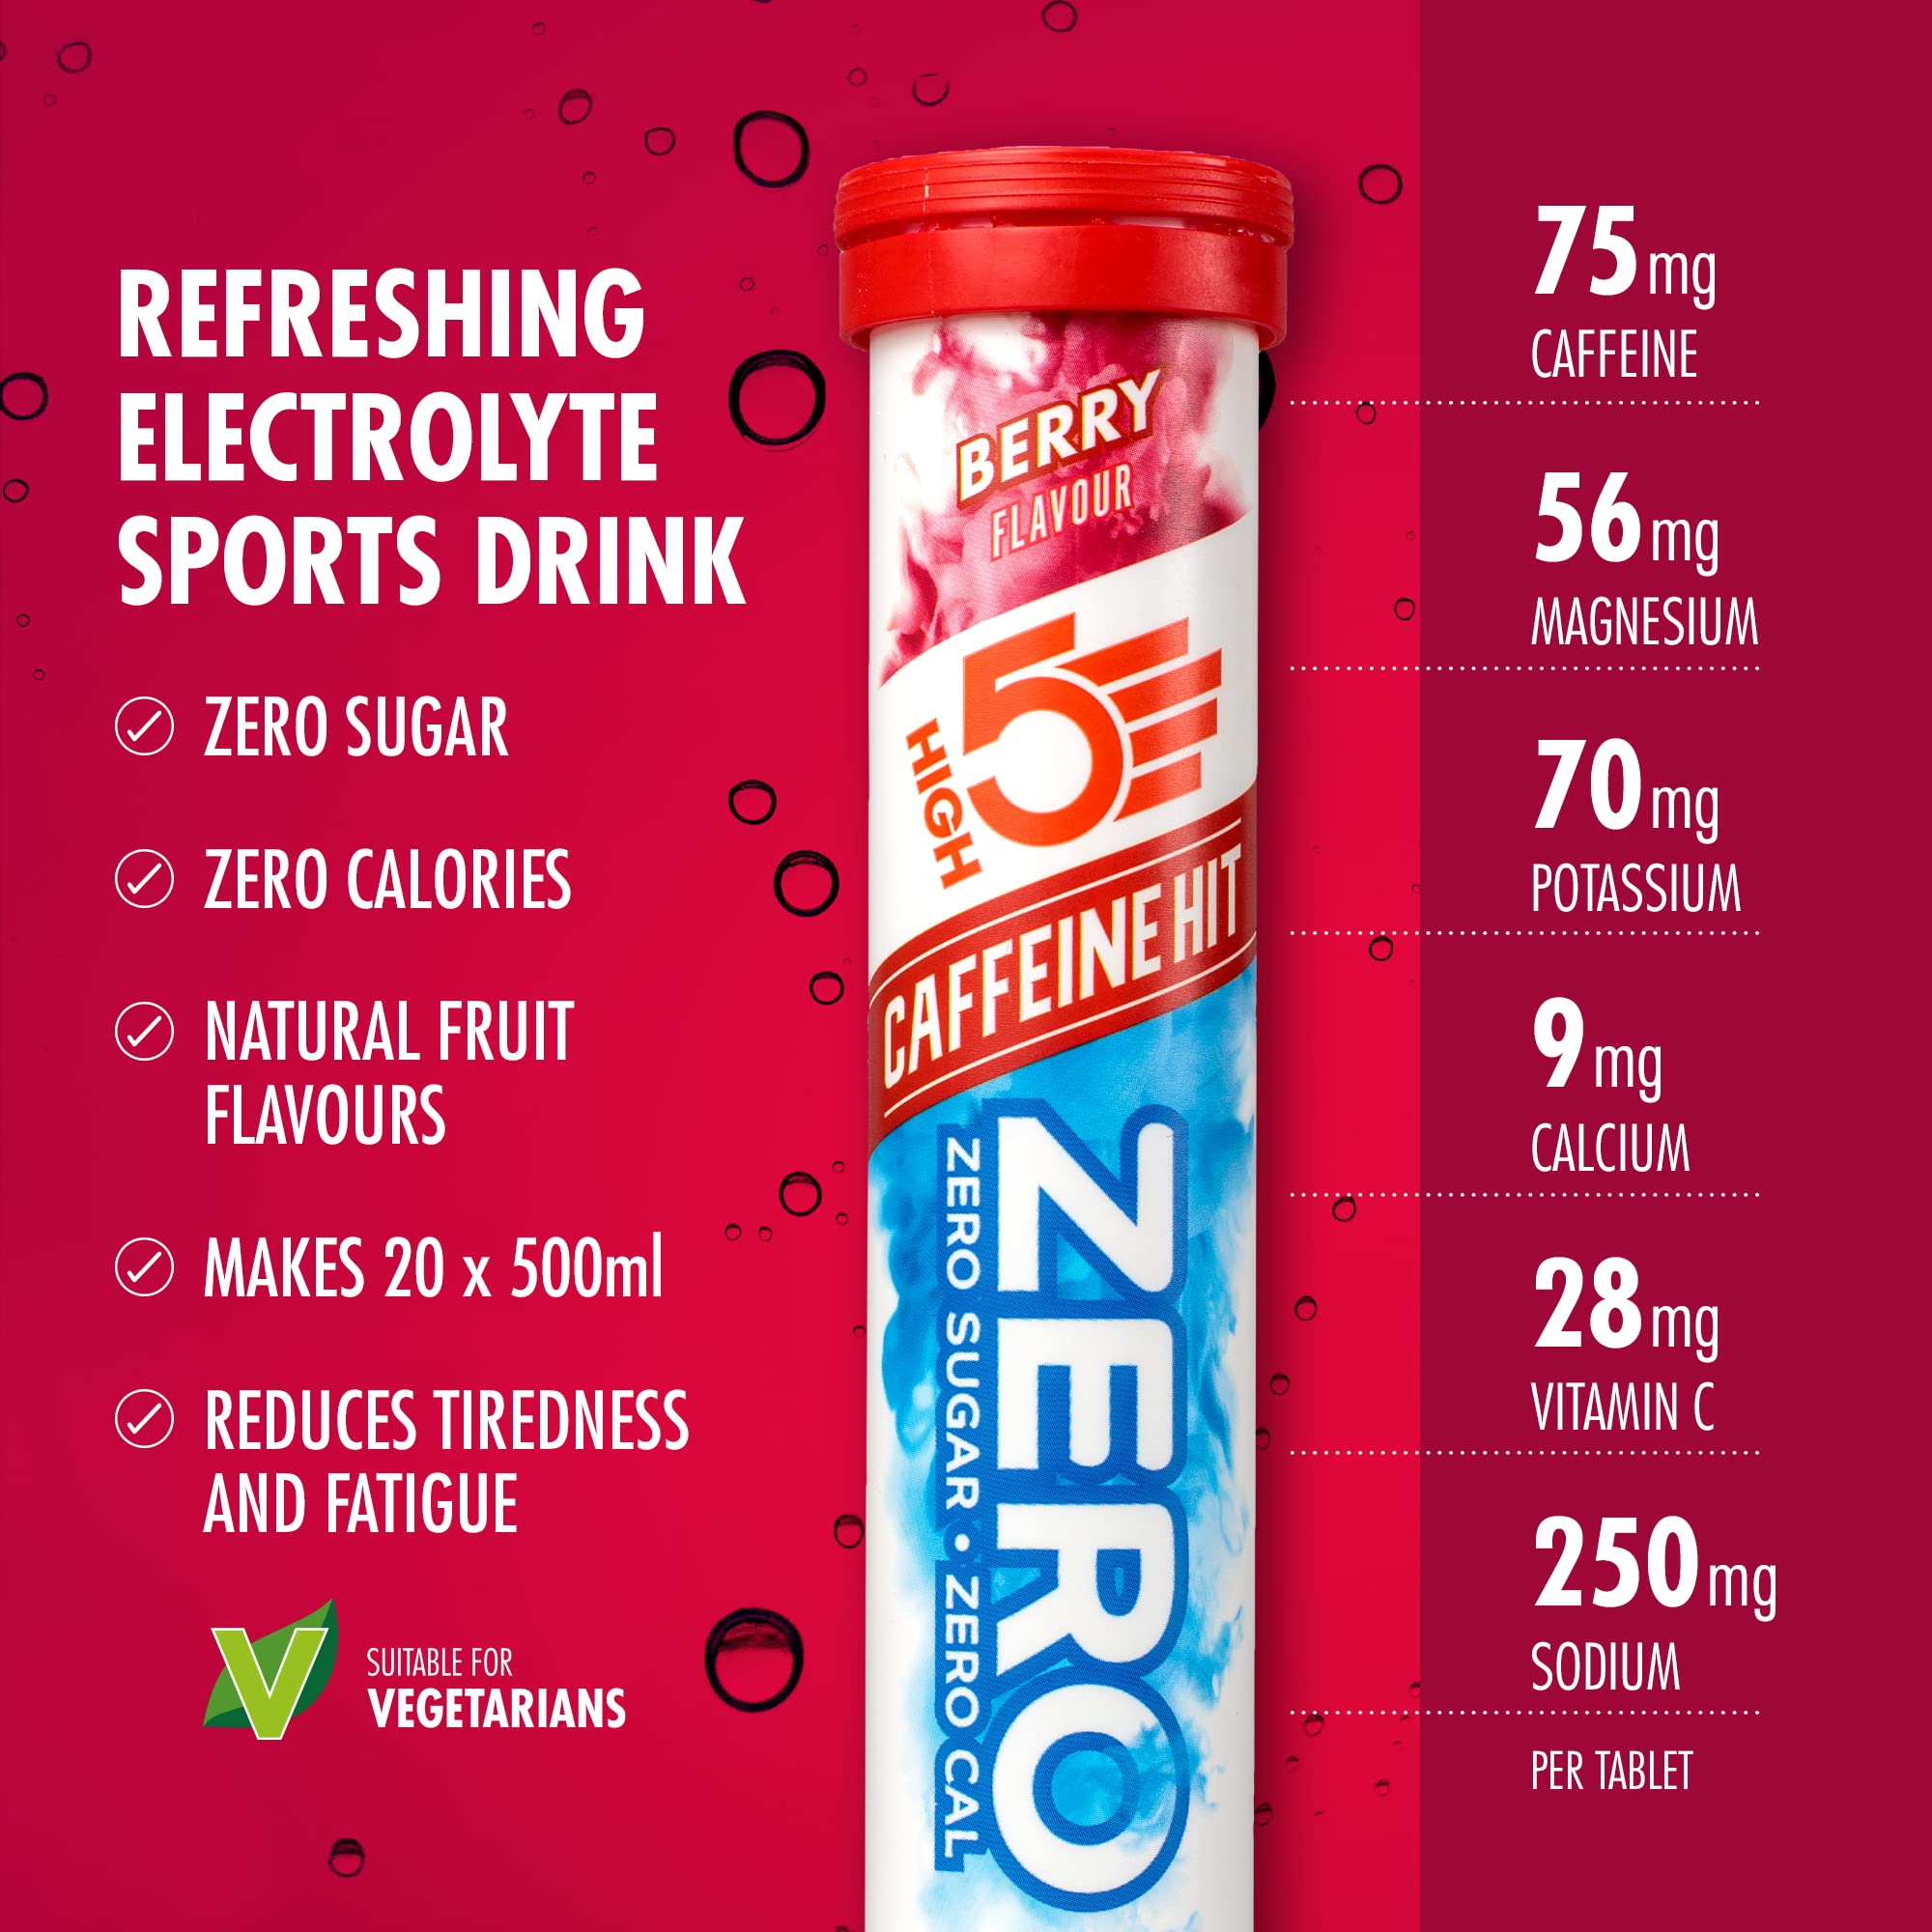 REFRESHING
ELECTROLYTE
SPORTS DRINK
ZERO SUGAR
ZERO CALORIES
NATURAL FRUIT
FLAVOURS
MAKES 20 x 500ml
REDUCES TIREDNESS
AND FATIGUE
V
SUITABLE FOR
VEGETARIANS
BERRY
FLAVOUR
HIGH
5
CAFFEINE HIT
ZERO
ZERO SUGAR • ZERO CAL
75mg
CAFFEINE
56mg
MAGNESIUM
70mg
POTASSIUM
9mg
CALCIUM
28mg
VITAMIN C
250mg
SODIUM
PER TABLET